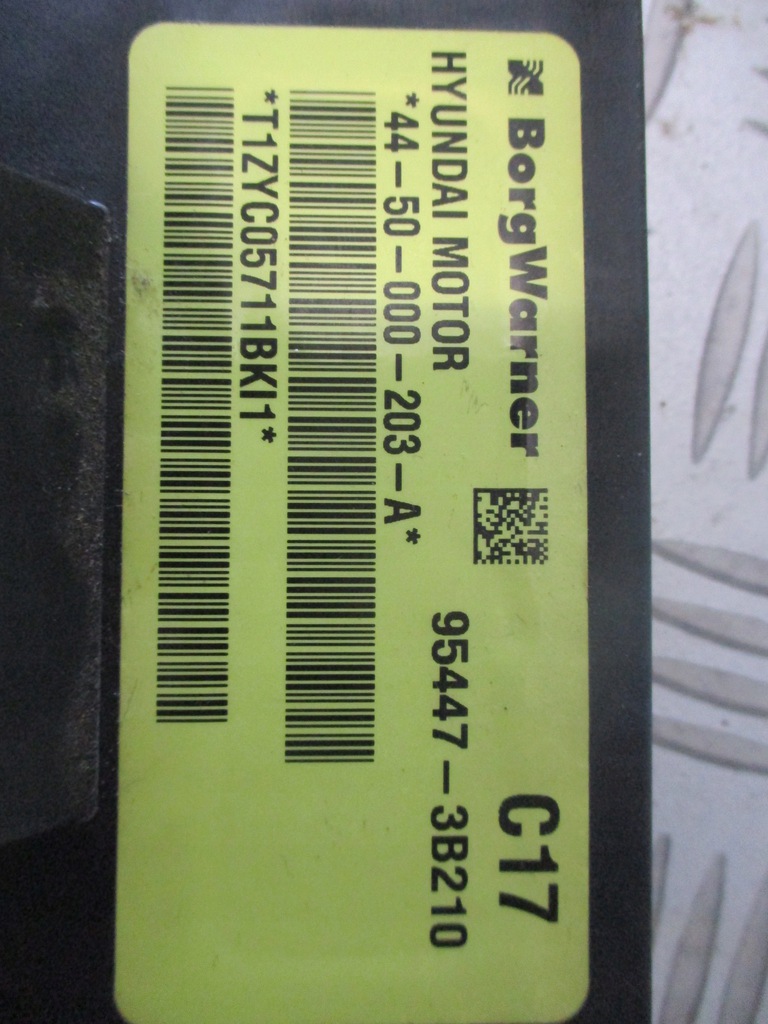 BorgWarner C17
HYUNDAI MOTOR 95447-3B210
*44-50-000-203-A*
*T1ZYC05711BKI1*